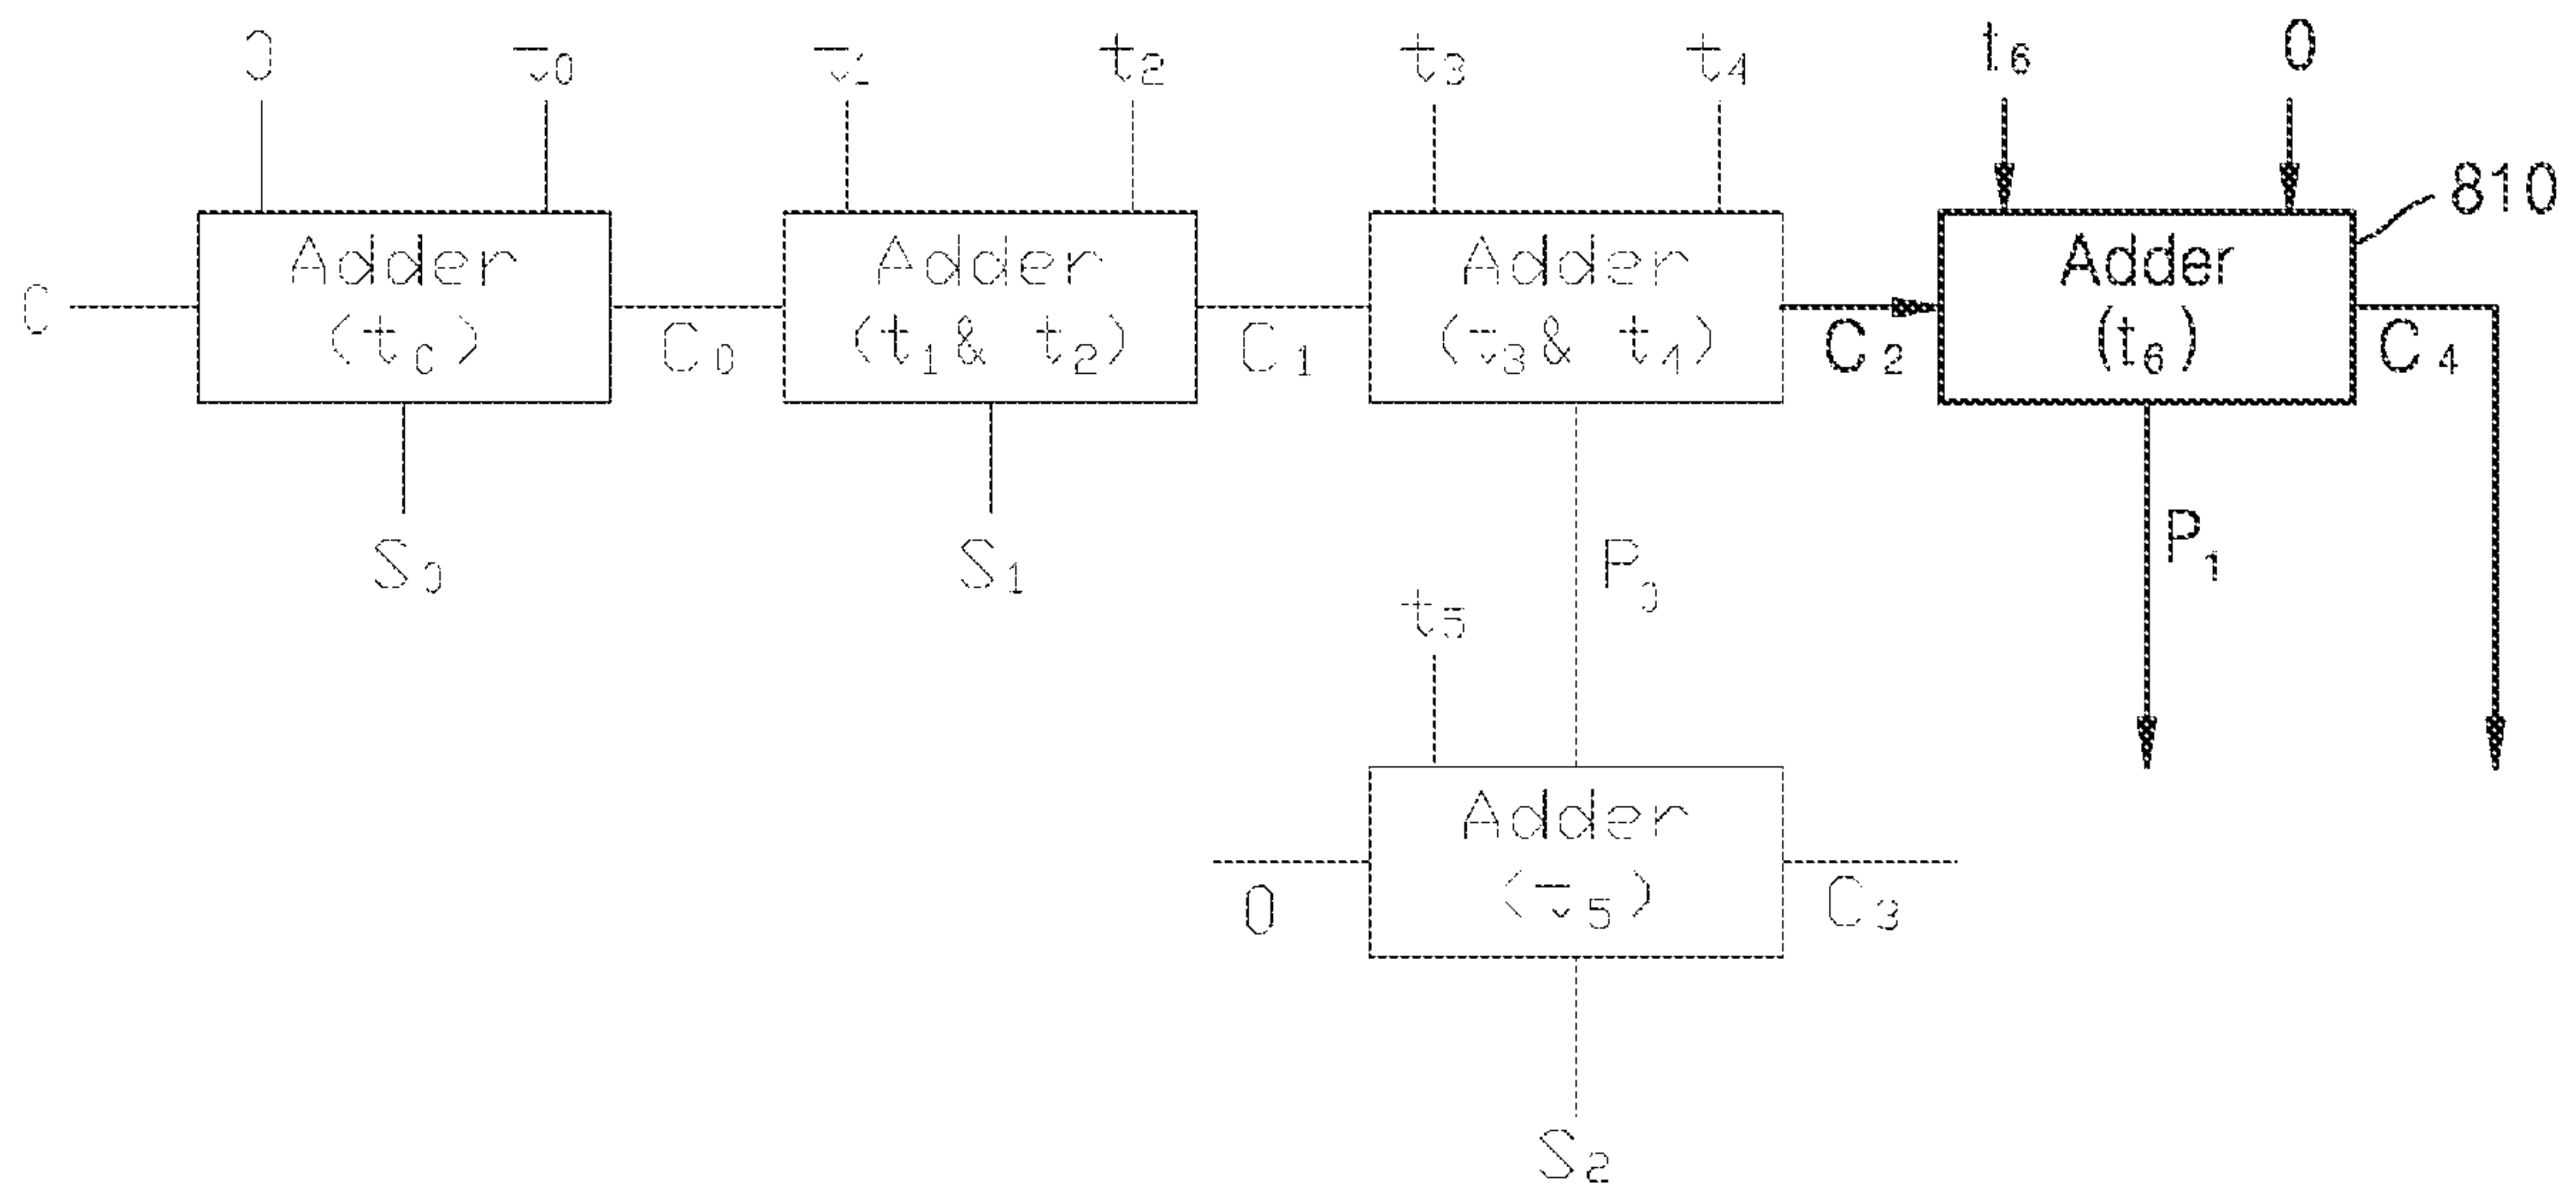 0 t0 t1 t2 t3 t4 t6 0
810
Adder Adder Adder Adder
0 (t0) C0 (t1& t2) C1 (t3& t4) C2 (t6) C4
S0 S1 P0 P1
t5
Adder
0 (t5) C3
S2